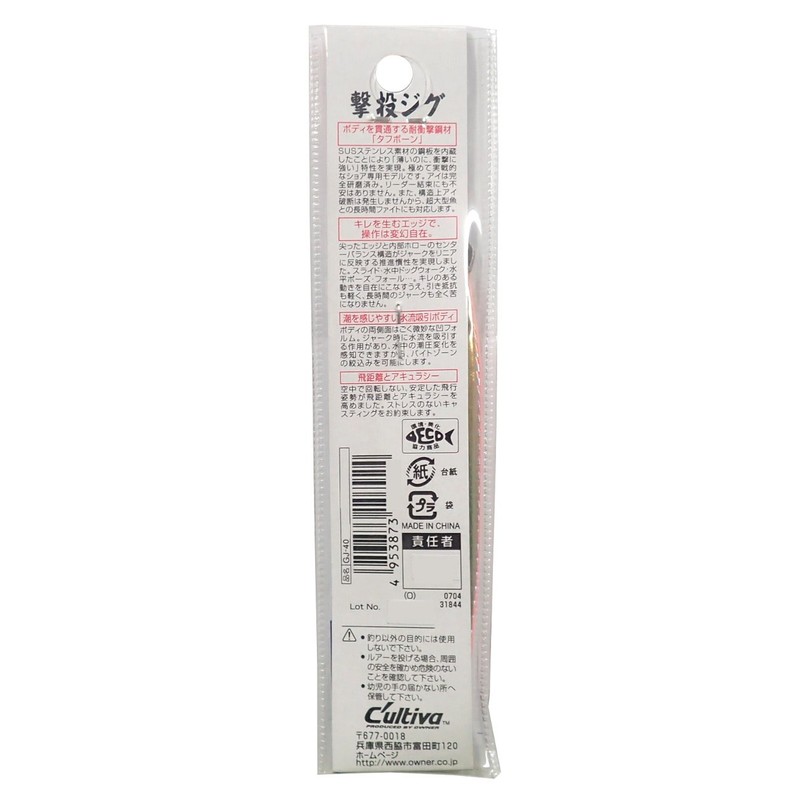 撃投ジグ
ボディを貫通する耐衝撃鋼材
「タフボーン」
SUSステンレス素材の鋼板を内蔵
したことにより「薄いのに、衝撃に
強い」特性を実現。極めて実戦的
なショア専用モデルです。アイは完
全研磨済み。リーダー結束にも不
安はありません。また、構造上アイ
破断は発生しませんから、超大型魚
との長時間ファイトにも対応します。
キレを生むエッジで、
操作は変幻自在。
尖ったエッジと内部ホローのセンタ
ーバランス構造がジャークをリニア
に反映する推進慣性を実現しまし
た。スライド・水中ドッグウォーク・水
平ポーズ・フォール…。キレのある
動きを自在にこなすうえ、引き抵抗
も軽く、長時間のジャークも全く苦
になりません。
潮を感じやすい水流吸引ボディ
ボディの両側面はごく微妙な凹フォ
ルム。ジャーク時に水流を吸引す
る作用があり、水中の潮圧変化を
感知できますから、バイトゾーン
の絞込みを可能にします。
飛距離とアキュラシー
空中で回転しない、安定した飛行
姿勢が飛距離とアキュラシーを
高めました。ストレスのないキャ
スティングをお約束します。
環境・美化
ECO
協力商品
紙 台紙
プラ 袋
MADE IN CHINA
責任者
品名 GJ-40
4 953873
(O) 0704
31844
Lot No.
●釣り以外の目的には使用
しないで下さい。
●ルアーを投げる場合、周囲
の安全を確かめ危険のない
ことを確認して下さい。
●幼児の手の届かない所へ
保管して下さい。
C'ultiva™
PRODUCED BY OWNER
〒677-0018
兵庫県西脇市富田町120
ホームページ
http://www.owner.co.jp